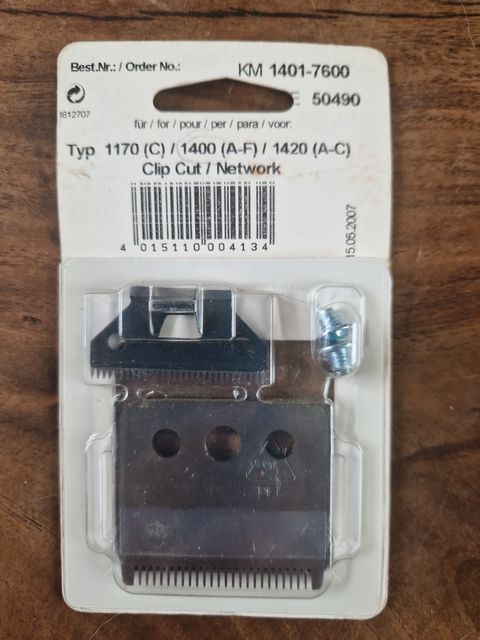 Best.Nr.: / Order No.: KM 1401-7600
E 50490
1612707
für / for / pour / per / para / voor:
Typ 1170 (C) / 1400 (A-F) / 1420 (A-C)
Clip Cut / Network
4 015110 004134
15.05.2007